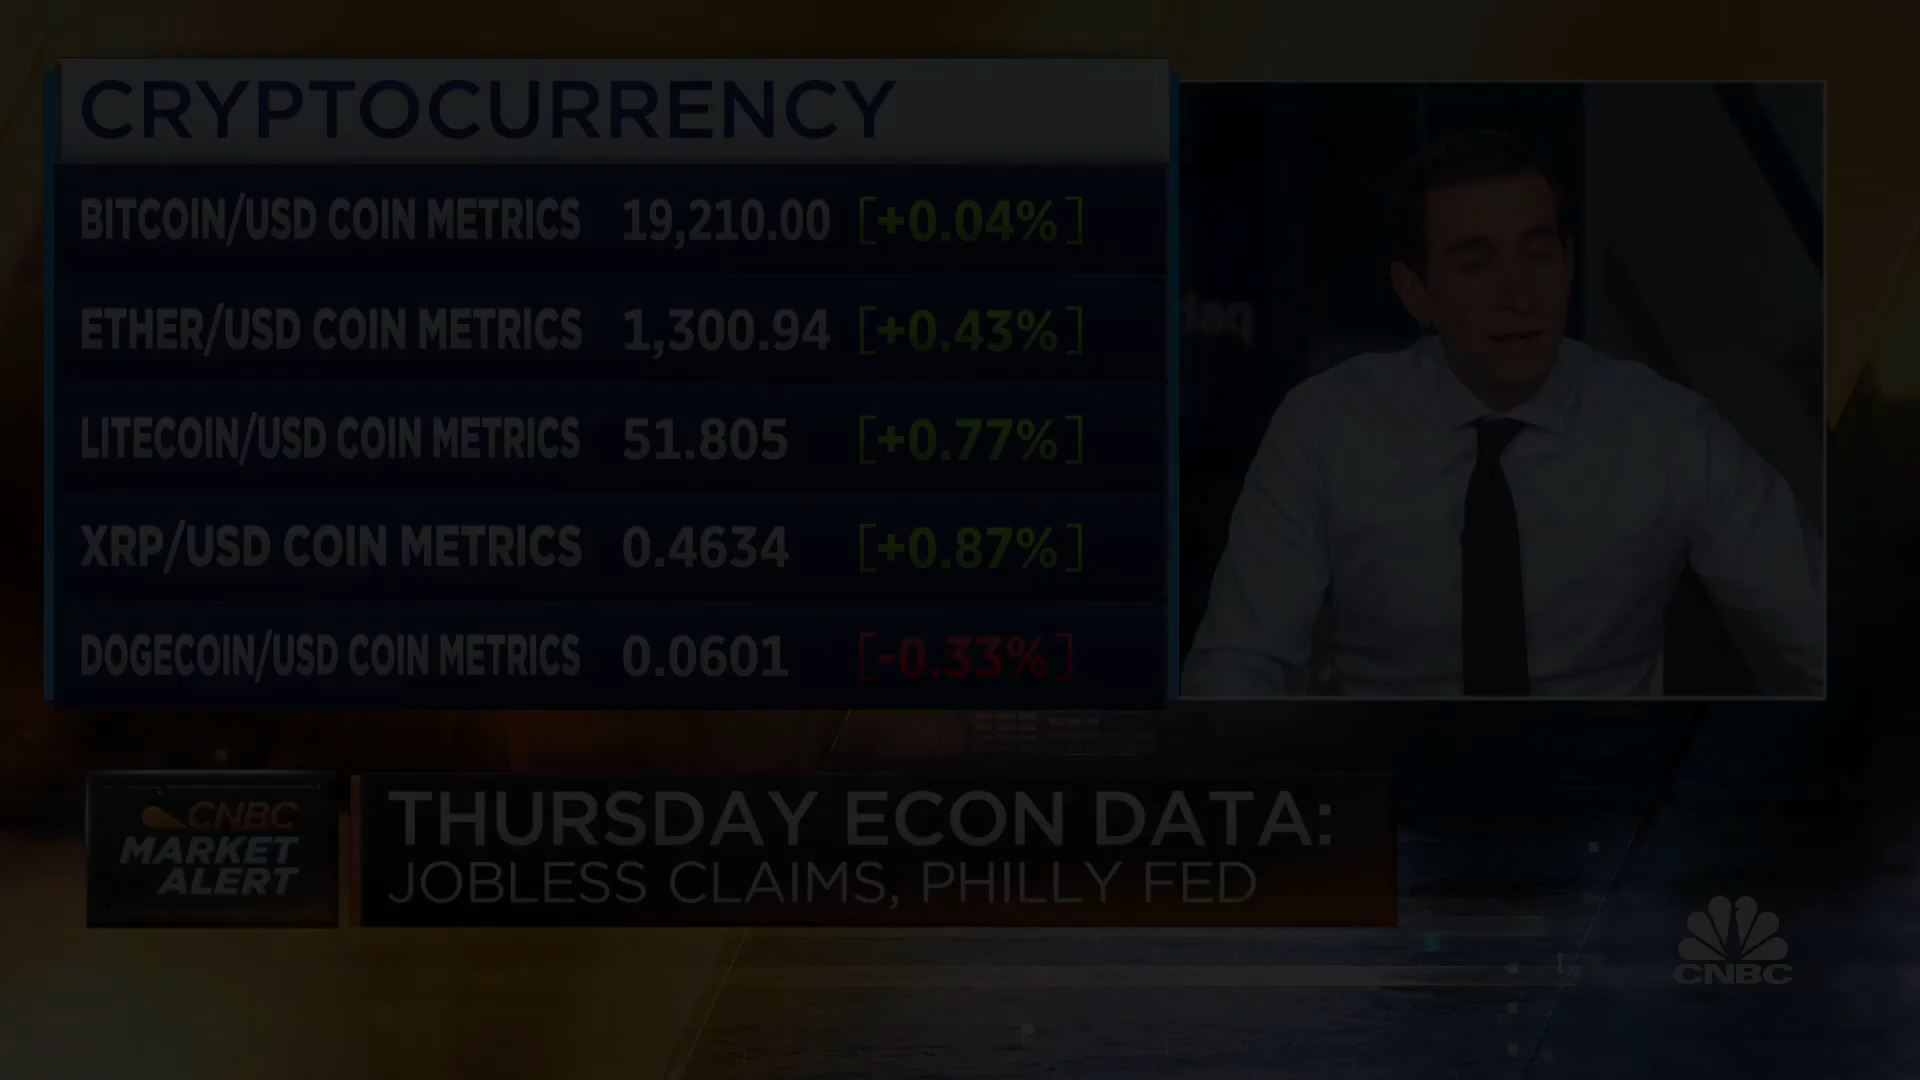 CRYPTOCURRENCY
BITCOIN/USD COIN METRICS 19,210.00 [+0.04%]
ETHER/USD COIN METRICS 1,300.94 [+0.43%]
LITECOIN/USD COIN METRICS 51.805 [+0.77%]
XRP/USD COIN METRICS 0.4634 [+0.87%]
DOGECOIN/USD COIN METRICS 0.0601 [-0.33%]
CNBC
MARKET
ALERT
THURSDAY ECON DATA:
JOBLESS CLAIMS, PHILLY FED
CNBC